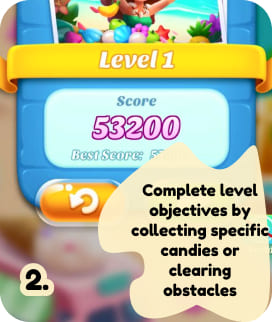 Level 1
Score
53200
Best Score:
Complete level
objectives by
collecting specific
candies or
clearing
obstacles
2.